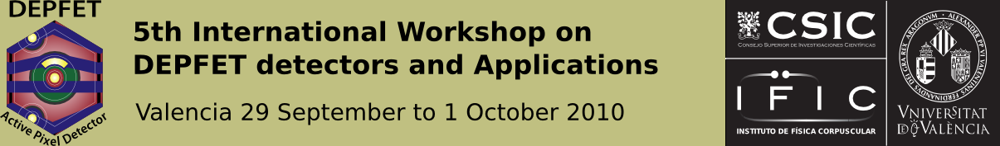 DEPFET
Active Pixel Detector
5th International Workshop on
DEPFET detectors and Applications
Valencia 29 September to 1 October 2010
CSIC
CONSEJO SUPERIOR DE INVESTIGACIONES CIENTÍFICAS
IFIC
INSTITUTO DE FÍSICA CORPUSCULAR
VNIVERSITAT
DE VALÈNCIA